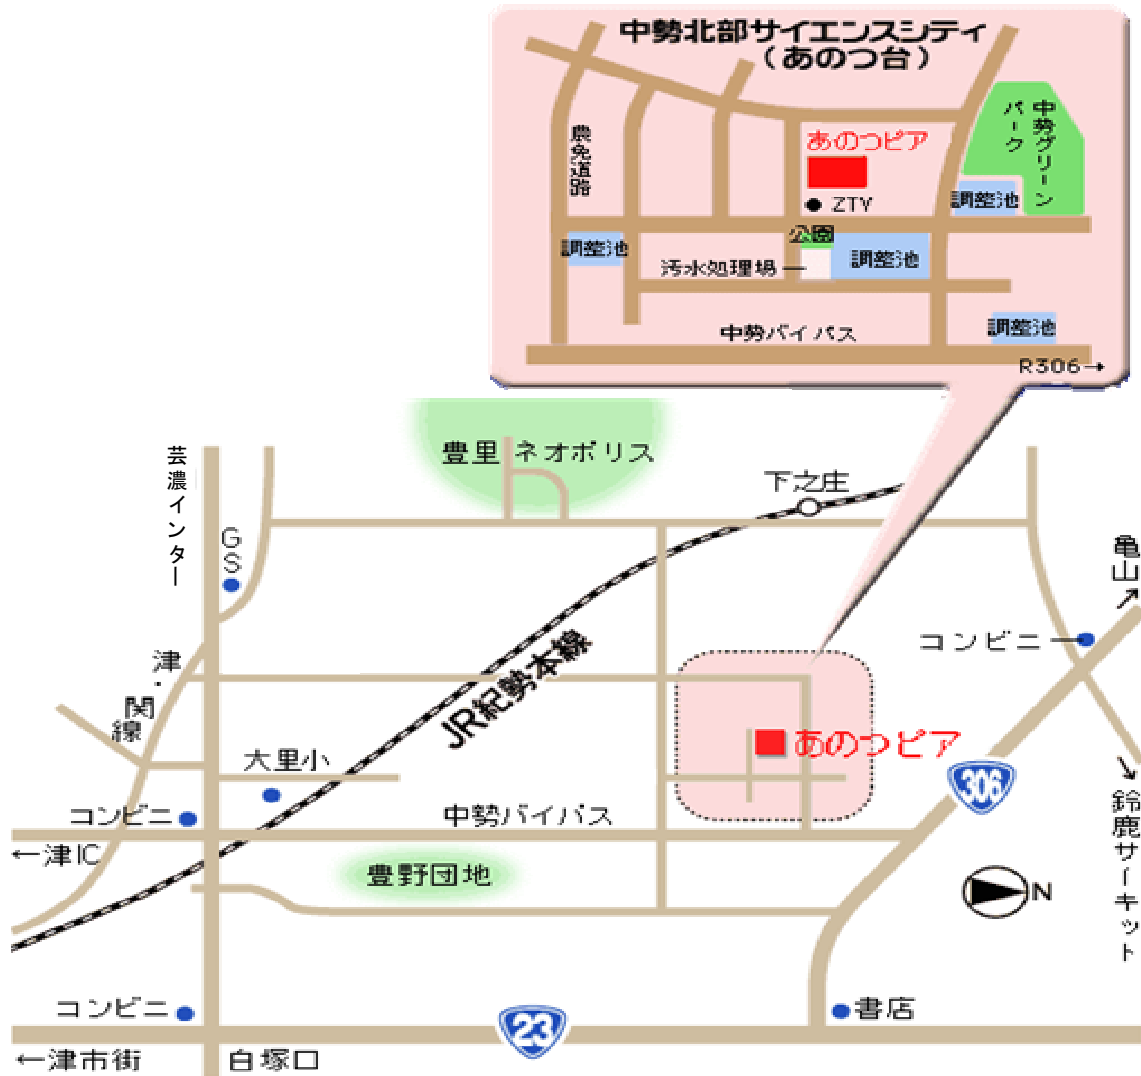 中勢北部サイエンスシティ
(あのつ台)
農免道路
あのつピア
ZTV
中勢グリーン
パーク
調整池
公園
調整池
調整池
汚水処理場
調整池
中勢バイパス
R306→
芸濃インター
豊里ネオポリス
下之庄
GS
亀山
コンビニ
津・関線
JR紀勢本線
あのつピア
大里小
306
コンビニ
中勢バイパス
←津IC
豊野団地
N
鈴鹿サーキット
コンビニ
23
書店
←津市街
白塚口